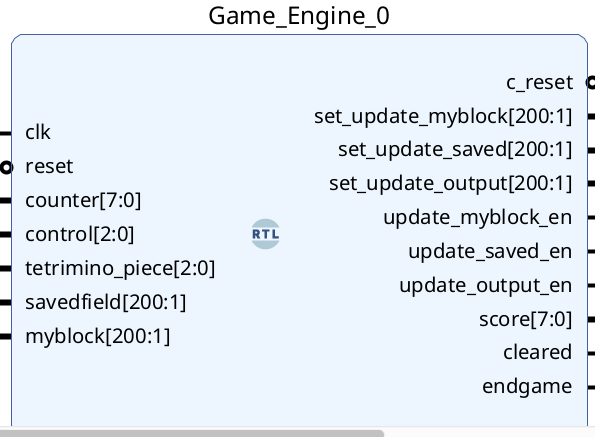 Game_Engine_0
clk
reset
counter[7:0]
control[2:0]
tetrimino_piece[2:0]
savedfield[200:1]
myblock[200:1]
RTL
c_reset
set_update_myblock[200:1]
set_update_saved[200:1]
set_update_output[200:1]
update_myblock_en
update_saved_en
update_output_en
score[7:0]
cleared
endgame